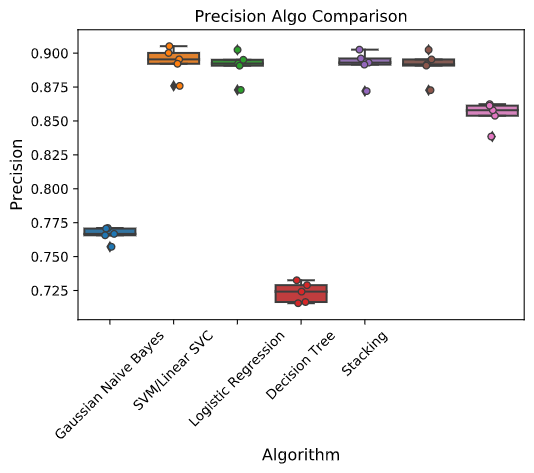 Precision Algo Comparison
0.900
0.875
0.850
0.825
0.800
0.775
0.750
0.725
Precision
Gaussian Naive Bayes
SVM/Linear SVC
Logistic Regression
Decision Tree
Stacking
Algorithm